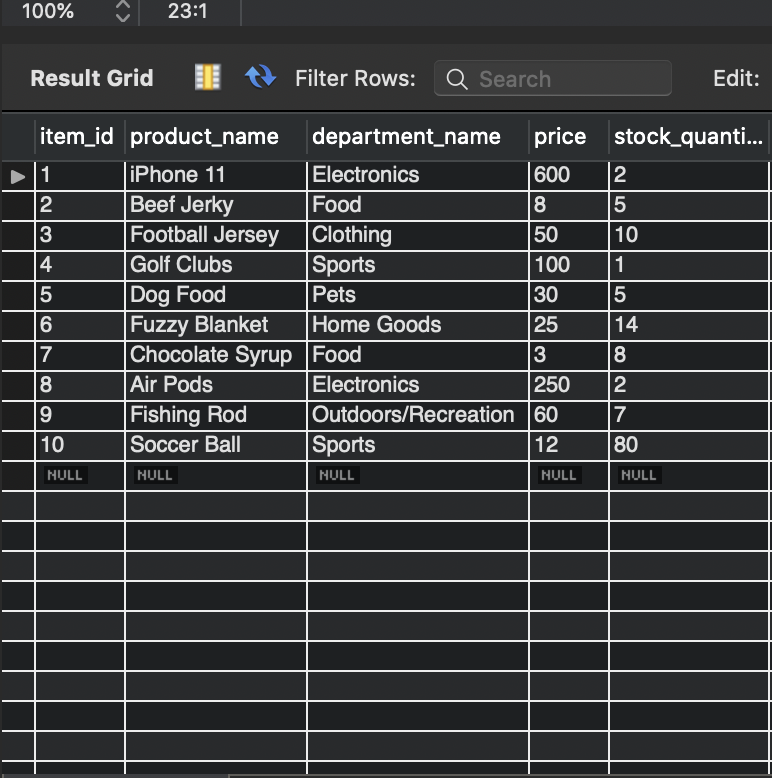 100% 23:1
Result Grid Filter Rows: Search Edit:
item_id product_name department_name price stock_quanti...
1 iPhone 11 Electronics 600 2
2 Beef Jerky Food 8 5
3 Football Jersey Clothing 50 10
4 Golf Clubs Sports 100 1
5 Dog Food Pets 30 5
6 Fuzzy Blanket Home Goods 25 14
7 Chocolate Syrup Food 3 8
8 Air Pods Electronics 250 2
9 Fishing Rod Outdoors/Recreation 60 7
10 Soccer Ball Sports 12 80
NULL NULL NULL NULL NULL